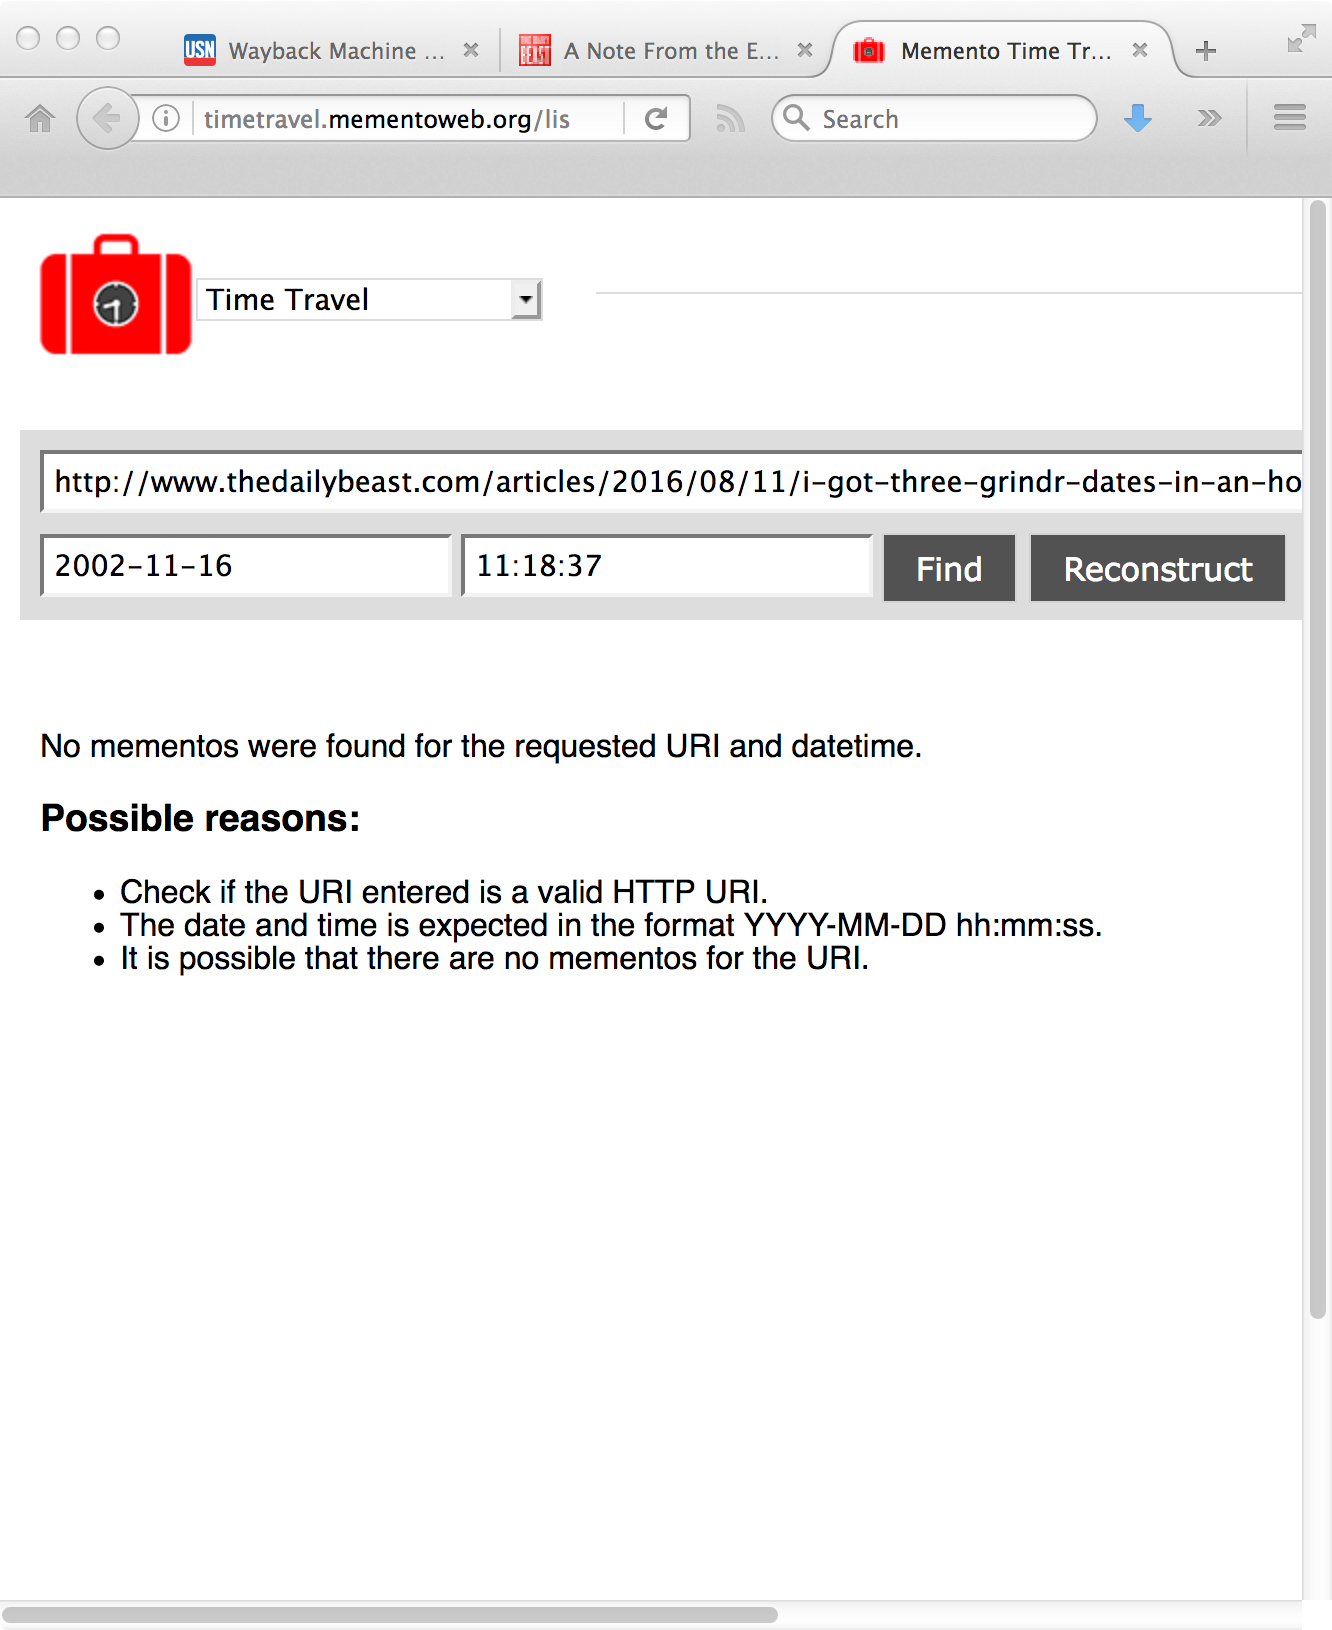 USN Wayback Machine ... A Note From the E... Memento Time Tr...
timetravel.mementoweb.org/lis Search
Time Travel
http://www.thedailybeast.com/articles/2016/08/11/i-got-three-grindr-dates-in-an-ho
2002-11-16 11:18:37 Find Reconstruct
No mementos were found for the requested URI and datetime.
Possible reasons:
• Check if the URI entered is a valid HTTP URI.
• The date and time is expected in the format YYYY-MM-DD hh:mm:ss.
• It is possible that there are no mementos for the URI.